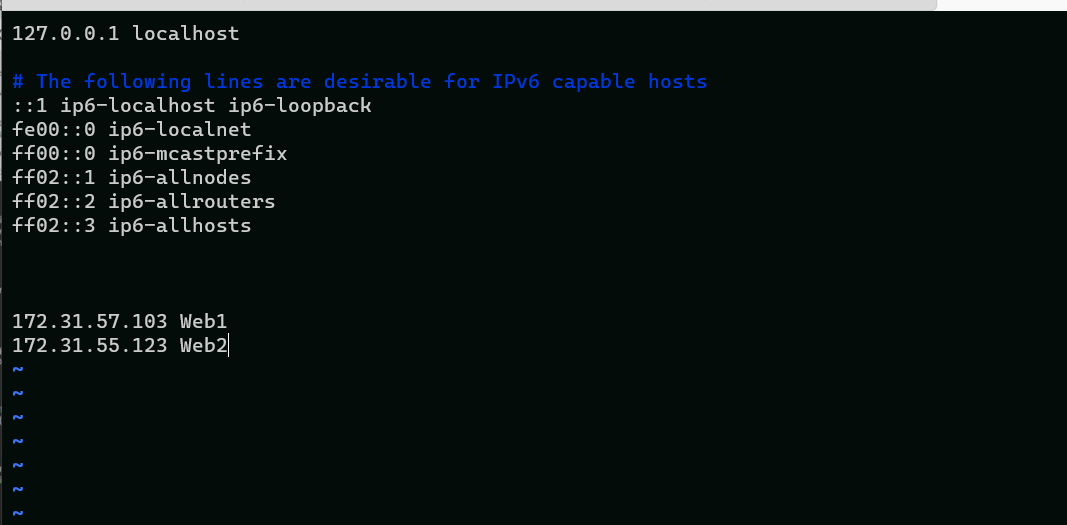 127.0.0.1 localhost
# The following lines are desirable for IPv6 capable hosts
::1 ip6-localhost ip6-loopback
fe00::0 ip6-localnet
ff00::0 ip6-mcastprefix
ff02::1 ip6-allnodes
ff02::2 ip6-allrouters
ff02::3 ip6-allhosts
172.31.57.103 Web1
172.31.55.123 Web2
~
~
~
~
~
~
~